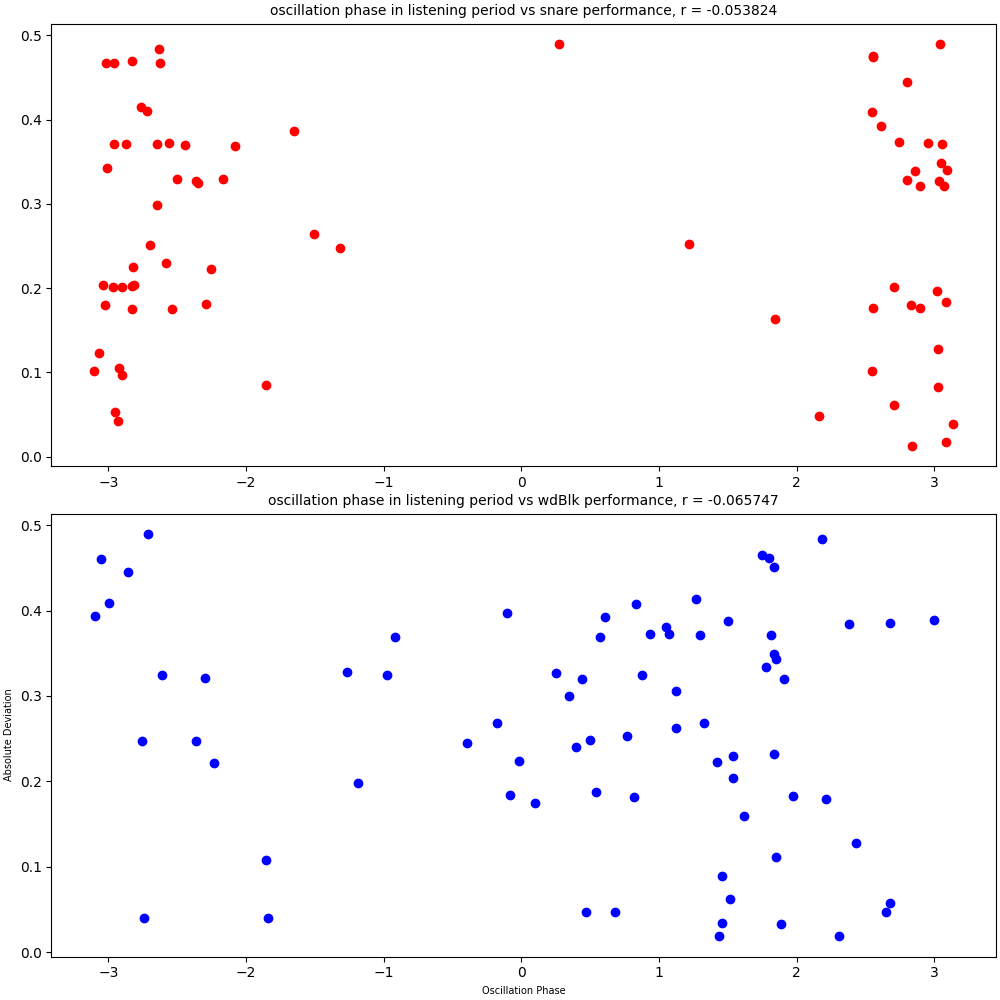 oscillation phase in listening period vs snare performance, r = -0.053824
0.5
0.4
0.3
0.2
0.1
0.0
−3 −2 −1 0 1 2 3
oscillation phase in listening period vs wdBlk performance, r = -0.065747
0.5
0.4
0.3
0.2
0.1
0.0
Absolute Deviation
−3 −2 −1 0 1 2 3
Oscillation Phase